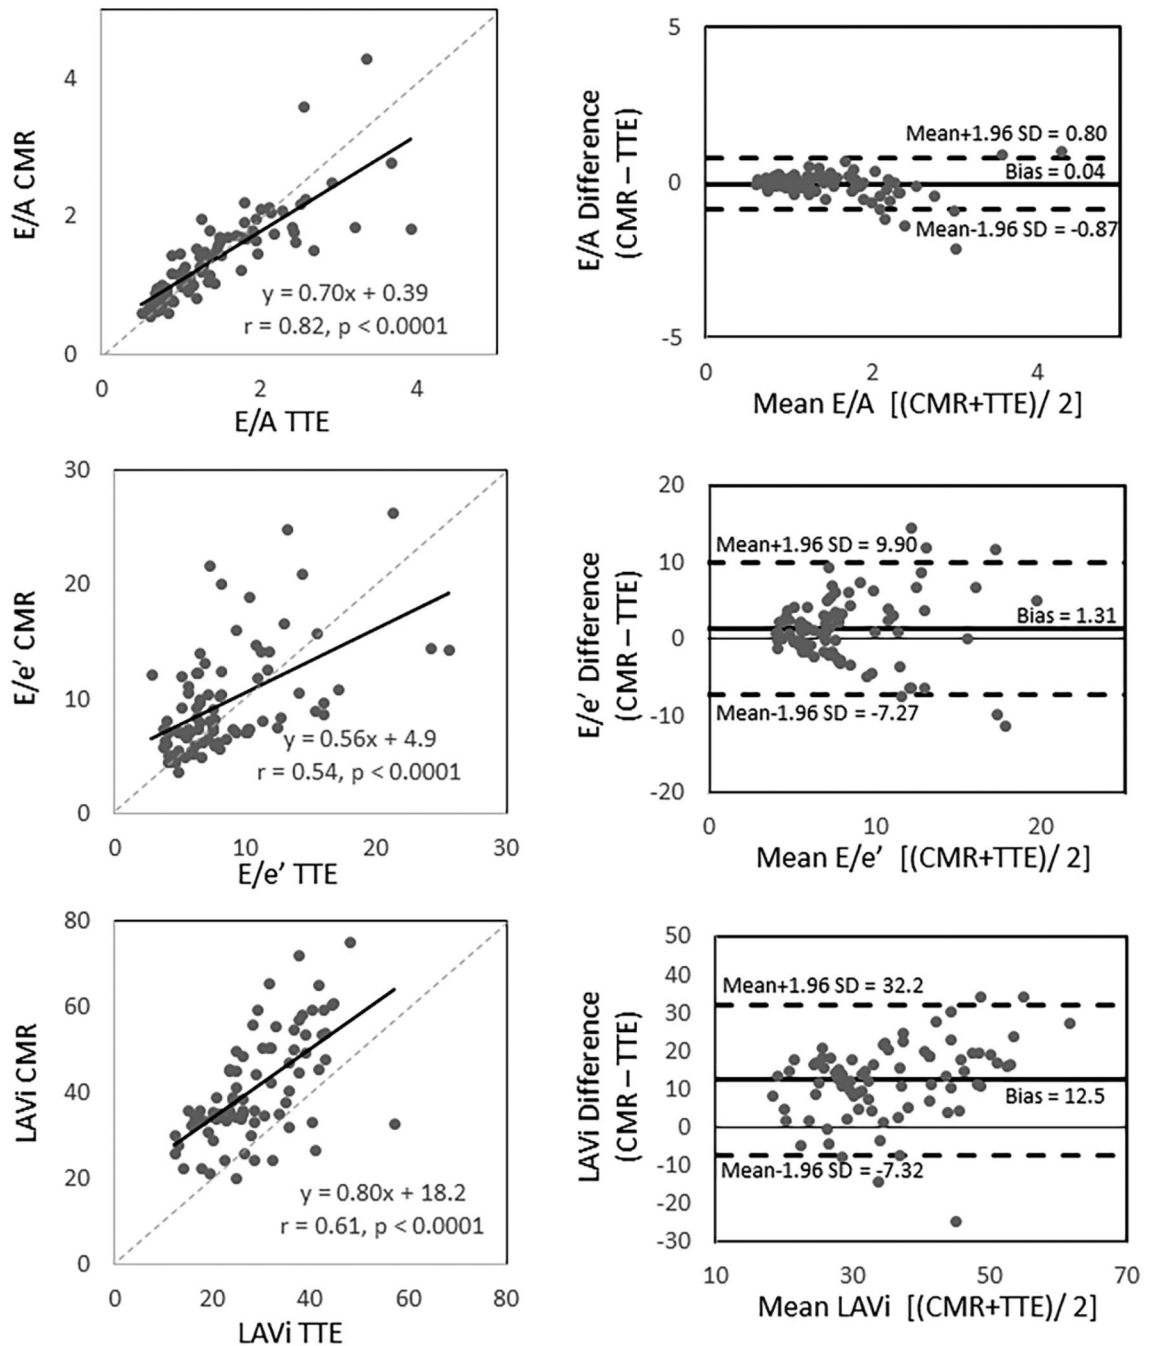 4
2
0
E/A CMR
y = 0.70x + 0.39
r = 0.82, p < 0.0001
0 2 4
E/A TTE
5
0
-5
E/A Difference
(CMR – TTE)
Mean+1.96 SD = 0.80
Bias = 0.04
Mean-1.96 SD = -0.87
0 2 4
Mean E/A [(CMR+TTE)/ 2]
30
20
10
0
E/e’ CMR
y = 0.56x + 4.9
r = 0.54, p < 0.0001
0 10 20 30
E/e’ TTE
20
10
0
-10
-20
E/e’ Difference
(CMR – TTE)
Mean+1.96 SD = 9.90
Bias = 1.31
Mean-1.96 SD = -7.27
0 10 20
Mean E/e’ [(CMR+TTE)/ 2]
80
60
40
20
0
LAVi CMR
y = 0.80x + 18.2
r = 0.61, p < 0.0001
0 20 40 60 80
LAVi TTE
50
40
30
20
10
0
-10
-20
-30
LAVi Difference
(CMR – TTE)
Mean+1.96 SD = 32.2
Bias = 12.5
Mean-1.96 SD = -7.32
10 30 50 70
Mean LAVi [(CMR+TTE)/ 2]